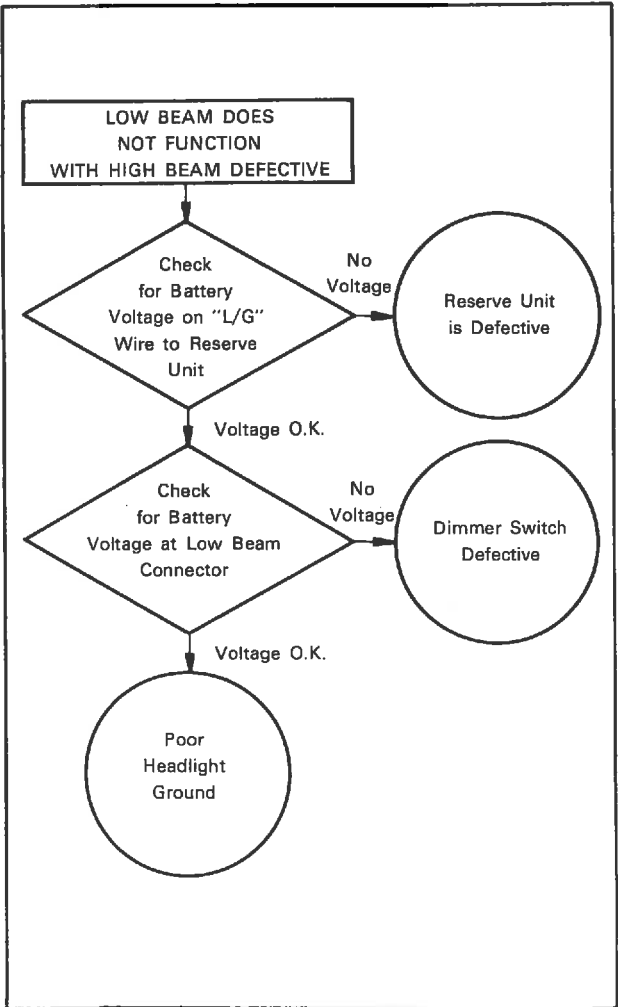 LOW BEAM DOES
NOT FUNCTION
WITH HIGH BEAM DEFECTIVE
Check
for Battery
Voltage on "L/G"
Wire to Reserve
Unit
No
Voltage
Reserve Unit
is Defective
Voltage O.K.
Check
for Battery
Voltage at Low Beam
Connector
No
Voltage
Dimmer Switch
Defective
Voltage O.K.
Poor
Headlight
Ground